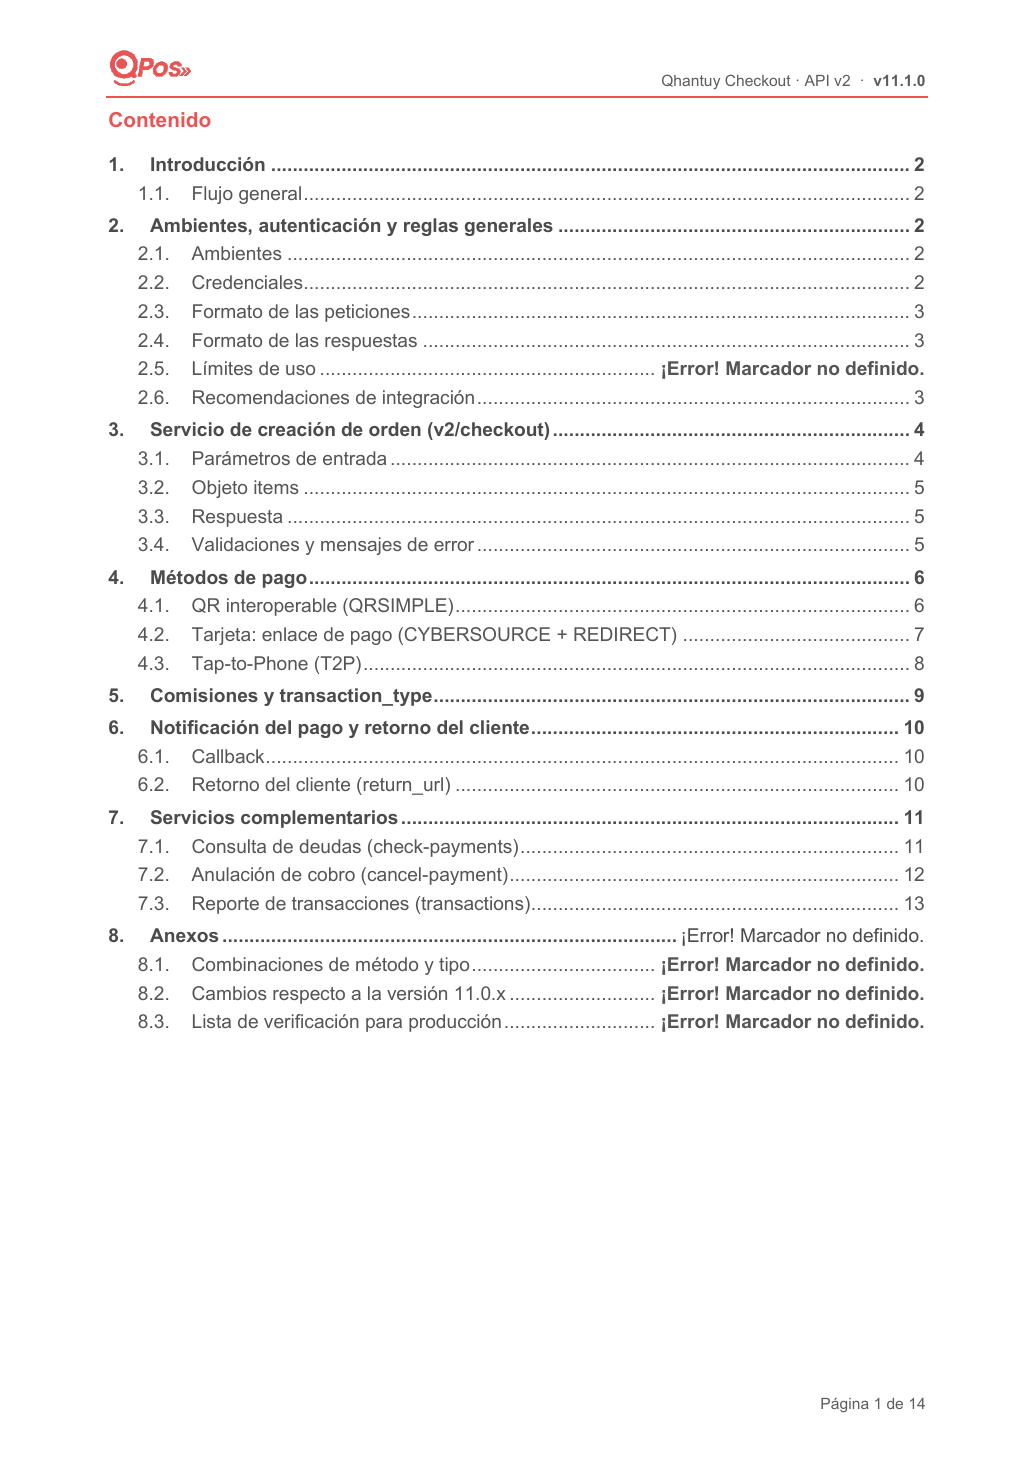 QPos»
Qhantuy Checkout · API v2 · v11.1.0
Contenido
1. Introducción ........ 2
1.1. Flujo general ........ 2
2. Ambientes, autenticación y reglas generales ........ 2
2.1. Ambientes ........ 2
2.2. Credenciales ........ 2
2.3. Formato de las peticiones ........ 3
2.4. Formato de las respuestas ........ 3
2.5. Límites de uso ........ ¡Error! Marcador no definido.
2.6. Recomendaciones de integración ........ 3
3. Servicio de creación de orden (v2/checkout) ........ 4
3.1. Parámetros de entrada ........ 4
3.2. Objeto items ........ 5
3.3. Respuesta ........ 5
3.4. Validaciones y mensajes de error ........ 5
4. Métodos de pago ........ 6
4.1. QR interoperable (QRSIMPLE) ........ 6
4.2. Tarjeta: enlace de pago (CYBERSOURCE + REDIRECT) ........ 7
4.3. Tap-to-Phone (T2P) ........ 8
5. Comisiones y transaction_type ........ 9
6. Notificación del pago y retorno del cliente ........ 10
6.1. Callback ........ 10
6.2. Retorno del cliente (return_url) ........ 10
7. Servicios complementarios ........ 11
7.1. Consulta de deudas (check-payments) ........ 11
7.2. Anulación de cobro (cancel-payment) ........ 12
7.3. Reporte de transacciones (transactions) ........ 13
8. Anexos ........ ¡Error! Marcador no definido.
8.1. Combinaciones de método y tipo ........ ¡Error! Marcador no definido.
8.2. Cambios respecto a la versión 11.0.x ........ ¡Error! Marcador no definido.
8.3. Lista de verificación para producción ........ ¡Error! Marcador no definido.
Página 1 de 14